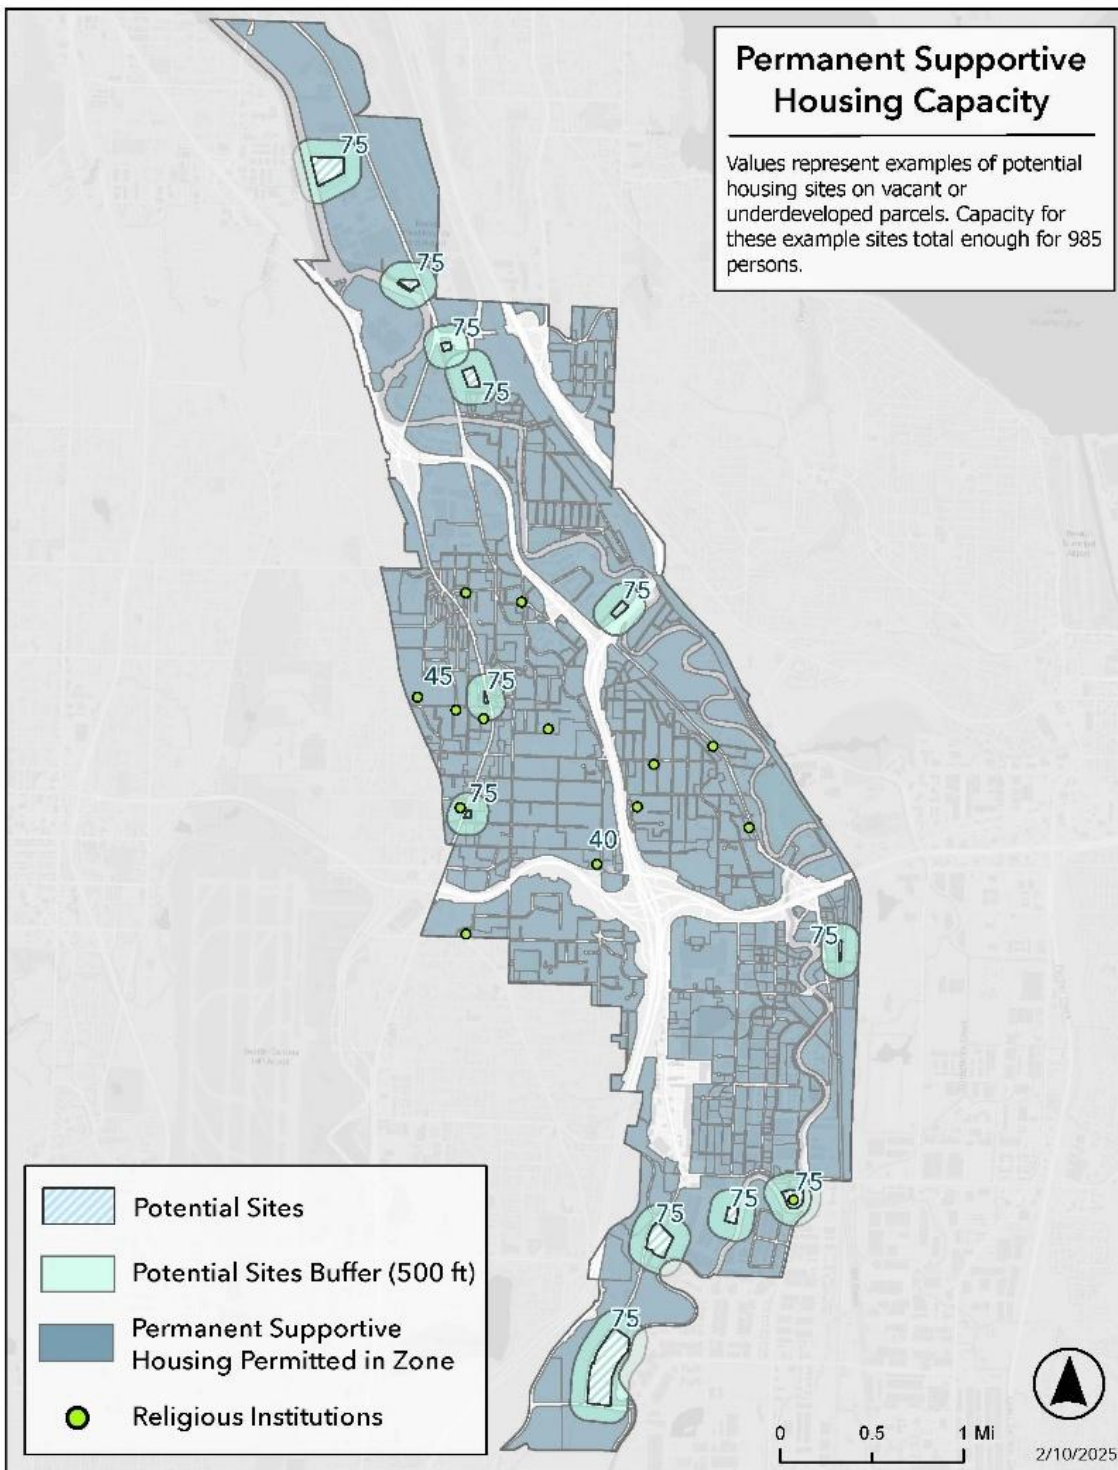 Permanent Supportive
Housing Capacity
Values represent examples of potential
housing sites on vacant or
underdeveloped parcels. Capacity for
these example sites total enough for 985
persons.
75
75
75
75
75
45
75
75
40
75
75
75
75
75
Potential Sites
Potential Sites Buffer (500 ft)
Permanent Supportive
Housing Permitted in Zone
Religious Institutions
0 0.5 1 Mi
2/10/2025